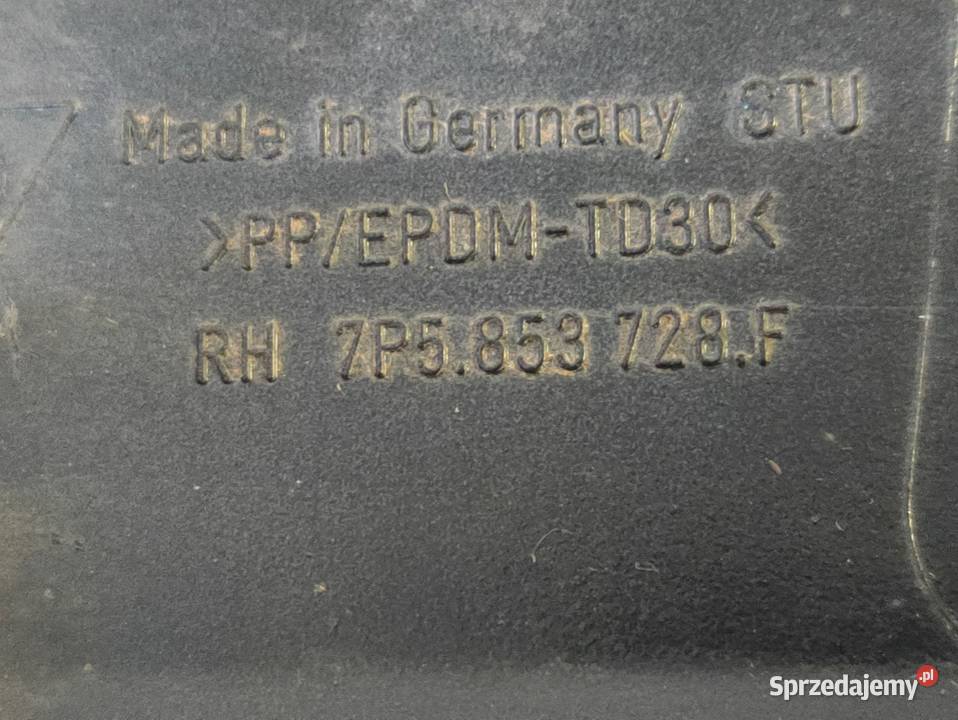 Made in Germany STU
>PP/EPDM-TD30<
RH 7P5.853 728.F
Sprzedajemy.pl